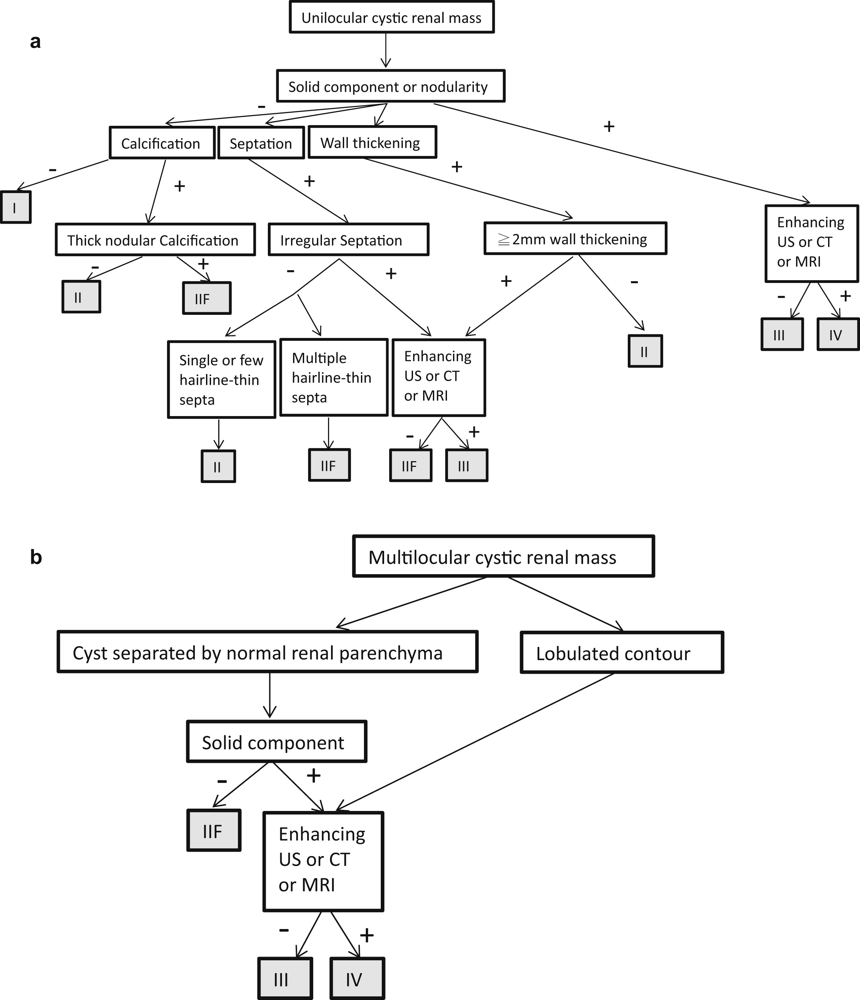 Unilocular cystic renal mass
a
Solid component or nodularity
-
+
Calcification
Septation
Wall thickening
-
+
+
+
I
Thick nodular Calcification
Irregular Septation
≧2mm wall thickening
Enhancing
US or CT
or MRI
-
+
-
+
+
-
-
+
II
IIF
III
IV
Single or few
hairline-thin
septa
Multiple
hairline-thin
septa
Enhancing
US or CT
or MRI
II
-
+
II
IIF
IIF
III
b
Multilocular cystic renal mass
Cyst separated by normal renal parenchyma
Lobulated contour
Solid component
-
+
IIF
Enhancing
US or CT
or MRI
-
+
III
IV